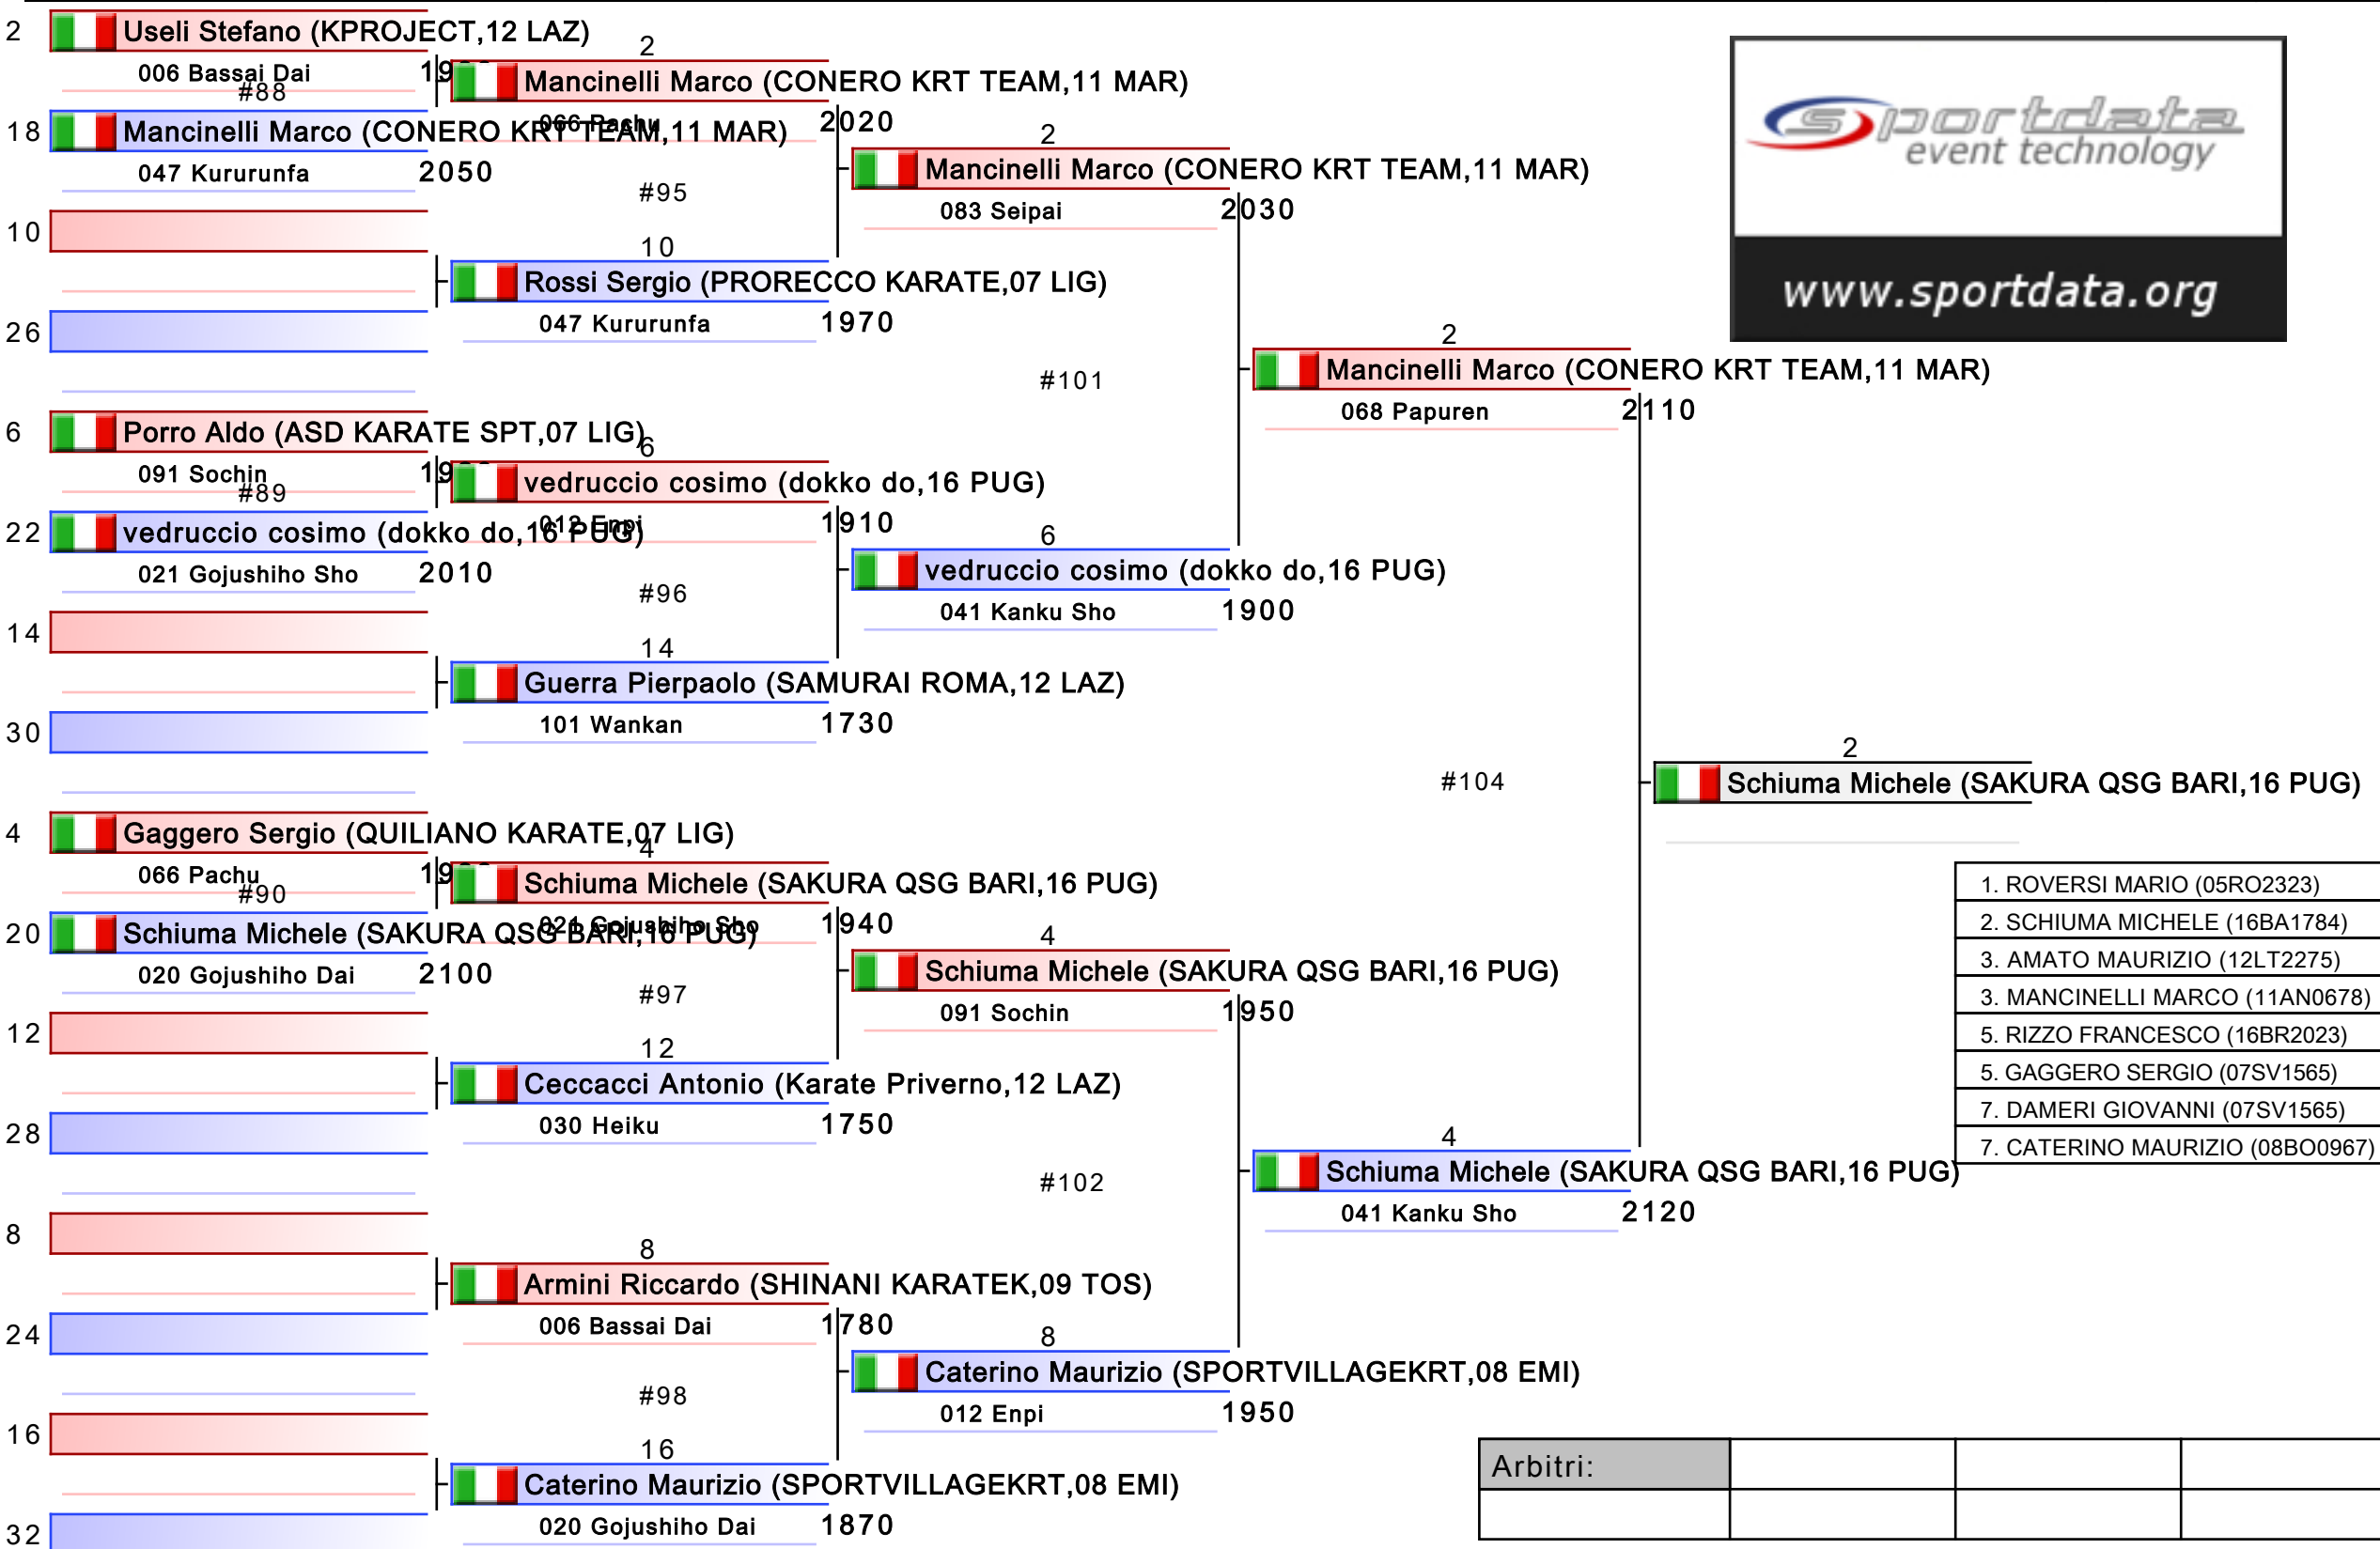 2 Useli Stefano (KPROJECT,12 LAZ)
006 Bassai Dai
#88
18 Mancinelli Marco (CONERO KRT TEAM,11 MAR)
047 Kururunfa 2050
10
26
6 Porro Aldo (ASD KARATE SPT,07 LIG)
091 Sochin
#89
22 vedruccio cosimo (dokko do,16 PUG)
021 Gojushiho Sho 2010
14
30
4 Gaggero Sergio (QUILIANO KARATE,07 LIG)
066 Pachu
#90
20 Schiuma Michele (SAKURA QSG BARI,16 PUG)
020 Gojushiho Dai 2100
12
28
8
24
16
32
2
Mancinelli Marco (CONERO KRT TEAM,11 MAR)
066 Pachu 2020
#95
10
Rossi Sergio (PRORECCO KARATE,07 LIG)
047 Kururunfa 1970
6
vedruccio cosimo (dokko do,16 PUG)
012 Enpi 1910
#96
14
Guerra Pierpaolo (SAMURAI ROMA,12 LAZ)
101 Wankan 1730
4
Schiuma Michele (SAKURA QSG BARI,16 PUG)
021 Gojushiho Sho 1940
#97
12
Ceccacci Antonio (Karate Priverno,12 LAZ)
030 Heiku 1750
8
Armini Riccardo (SHINANI KARATEK,09 TOS)
006 Bassai Dai 1780
#98
16
Caterino Maurizio (SPORTVILLAGEKRT,08 EMI)
020 Gojushiho Dai 1870
2
Mancinelli Marco (CONERO KRT TEAM,11 MAR)
083 Seipai 2030
#101
6
vedruccio cosimo (dokko do,16 PUG)
041 Kanku Sho 1900
4
Schiuma Michele (SAKURA QSG BARI,16 PUG)
091 Sochin 1950
#102
8
Caterino Maurizio (SPORTVILLAGEKRT,08 EMI)
012 Enpi 1950
2
Mancinelli Marco (CONERO KRT TEAM,11 MAR)
068 Papuren 2110
#104
4
Schiuma Michele (SAKURA QSG BARI,16 PUG)
041 Kanku Sho 2120
2
Schiuma Michele (SAKURA QSG BARI,16 PUG)
sportdata
event technology
www.sportdata.org
1. ROVERSI MARIO (05RO2323)
2. SCHIUMA MICHELE (16BA1784)
3. AMATO MAURIZIO (12LT2275)
3. MANCINELLI MARCO (11AN0678)
5. RIZZO FRANCESCO (16BR2023)
5. GAGGERO SERGIO (07SV1565)
7. DAMERI GIOVANNI (07SV1565)
7. CATERINO MAURIZIO (08BO0967)
Arbitri: